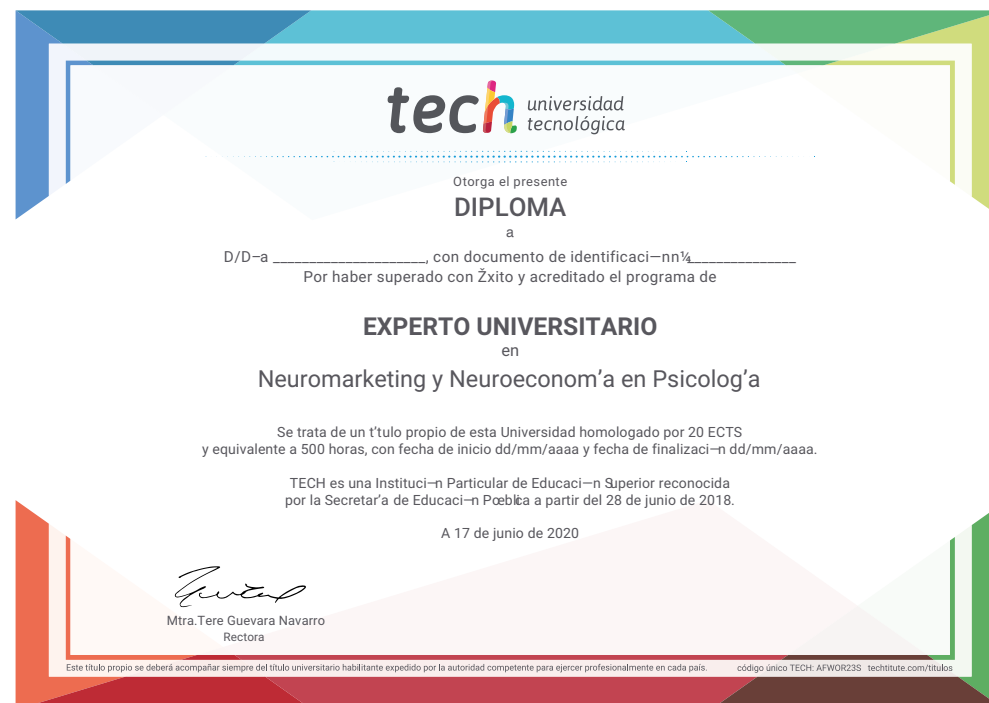 tech universidad
tecnológica
Otorga el presente
DIPLOMA
a
D/D—a ______________________, con documento de identificaci—nn¼_______________
Por haber superado con Žxito y acreditado el programa de
EXPERTO UNIVERSITARIO
en
Neuromarketing y Neuroeconom’a en Psicolog’a
Se trata de un t’tulo propio de esta Universidad homologado por 20 ECTS
y equivalente a 500 horas, con fecha de inicio dd/mm/aaaa y fecha de finalizaci—n dd/mm/aaaa.
TECH es una Instituci—n Particular de Educaci—n Superior reconocida
por la Secretar’a de Educaci—n Pœblica a partir del 28 de junio de 2018.
A 17 de junio de 2020
Mtra.Tere Guevara Navarro
Rectora
Este título propio se deberá acompañar siempre del título universitario habilitante expedido por la autoridad competente para ejercer profesionalmente en cada país. código único TECH: AFWOR23S techtitute.com/titulos